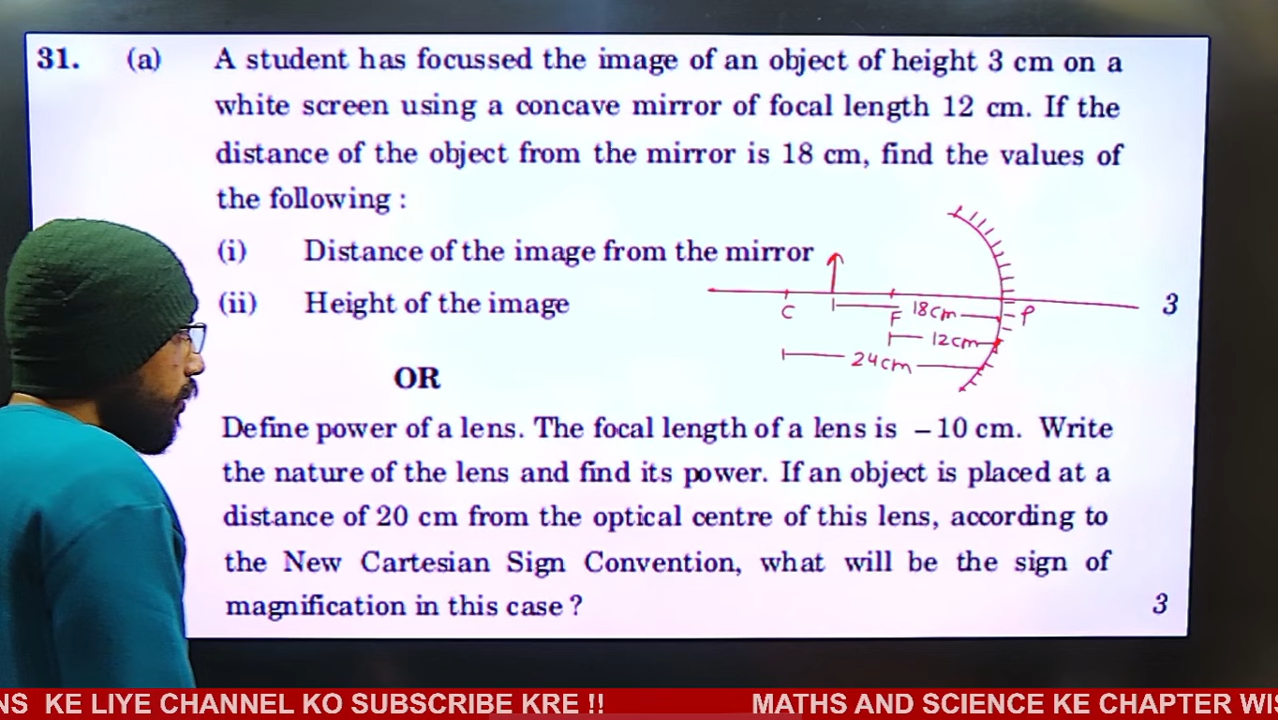 31. (a) A student has focussed the image of an object of height 3 cm on a
white screen using a concave mirror of focal length 12 cm. If the
distance of the object from the mirror is 18 cm, find the values of
the following :
(i) Distance of the image from the mirror
(ii) Height of the image 3
C F 18cm P
12cm
24cm
OR
Define power of a lens. The focal length of a lens is – 10 cm. Write
the nature of the lens and find its power. If an object is placed at a
distance of 20 cm from the optical centre of this lens, according to
the New Cartesian Sign Convention, what will be the sign of
magnification in this case ? 3
KE LIYE CHANNEL KO SUBSCRIBE KRE !! MATHS AND SCIENCE KE CHAPTER